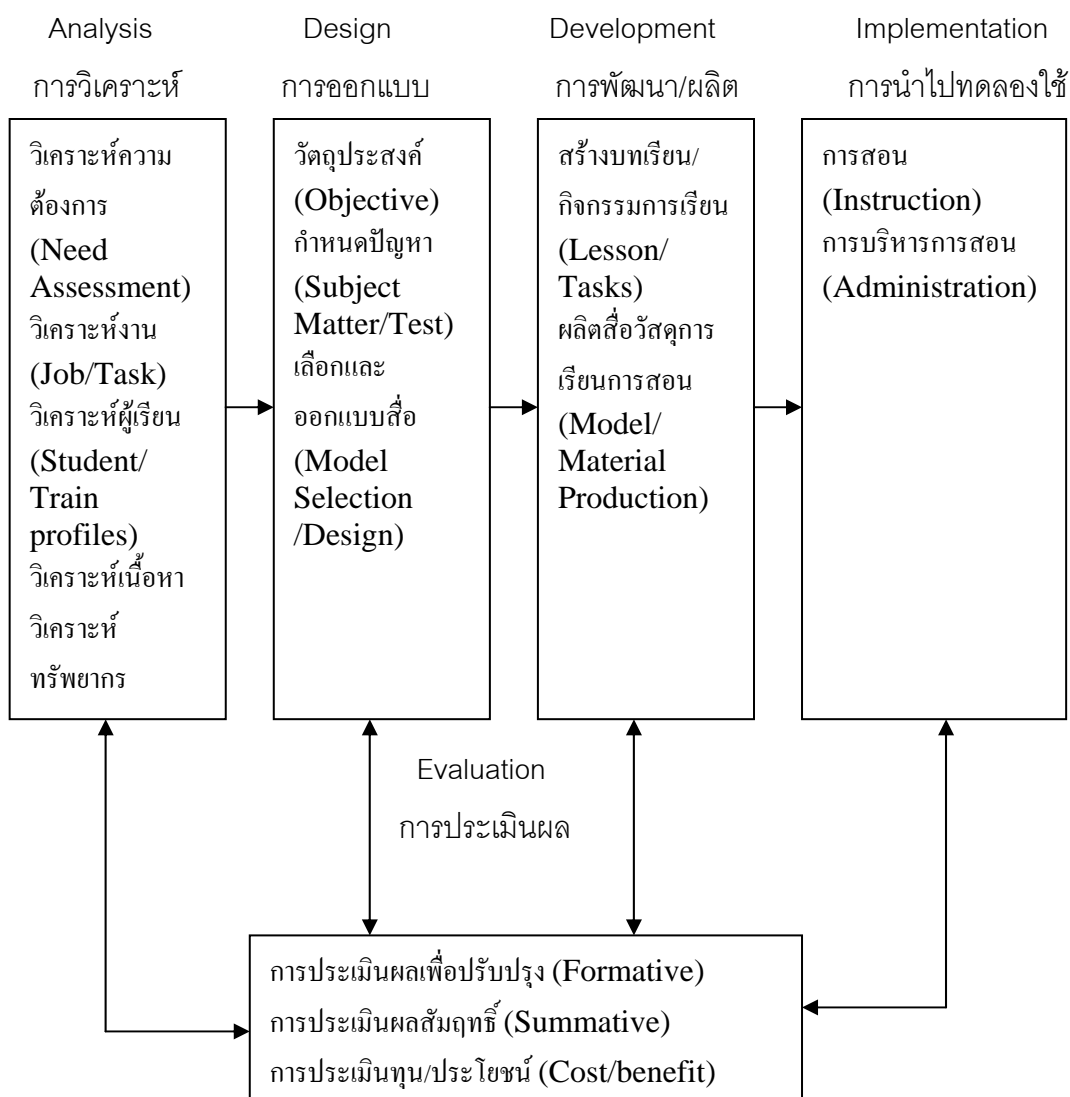 Analysis
การวิเคราะห์
วิเคราะห์ความ
ต้องการ
(Need
Assessment)
วิเคราะห์งาน
(Job/Task)
วิเคราะห์ผู้เรียน
(Student/
Train
profiles)
วิเคราะห์เนื้อหา
วิเคราะห์
ทรัพยากร
Design
การออกแบบ
วัตถุประสงค์
(Objective)
กำหนดปัญหา
(Subject
Matter/Test)
เลือกและ
ออกแบบสื่อ
(Model
Selection
/Design)
Development
การพัฒนา/ผลิต
สร้างบทเรียน/
กิจกรรมการเรียน
(Lesson/
Tasks)
ผลิตสื่อวัสดุการ
เรียนการสอน
(Model/
Material
Production)
Implementation
การนำไปทดลองใช้
การสอน
(Instruction)
การบริหารการสอน
(Administration)
Evaluation
การประเมินผล
การประเมินผลเพื่อปรับปรุง (Formative)
การประเมินผลสัมฤทธิ์ (Summative)
การประเมินทุน/ประโยชน์ (Cost/benefit)